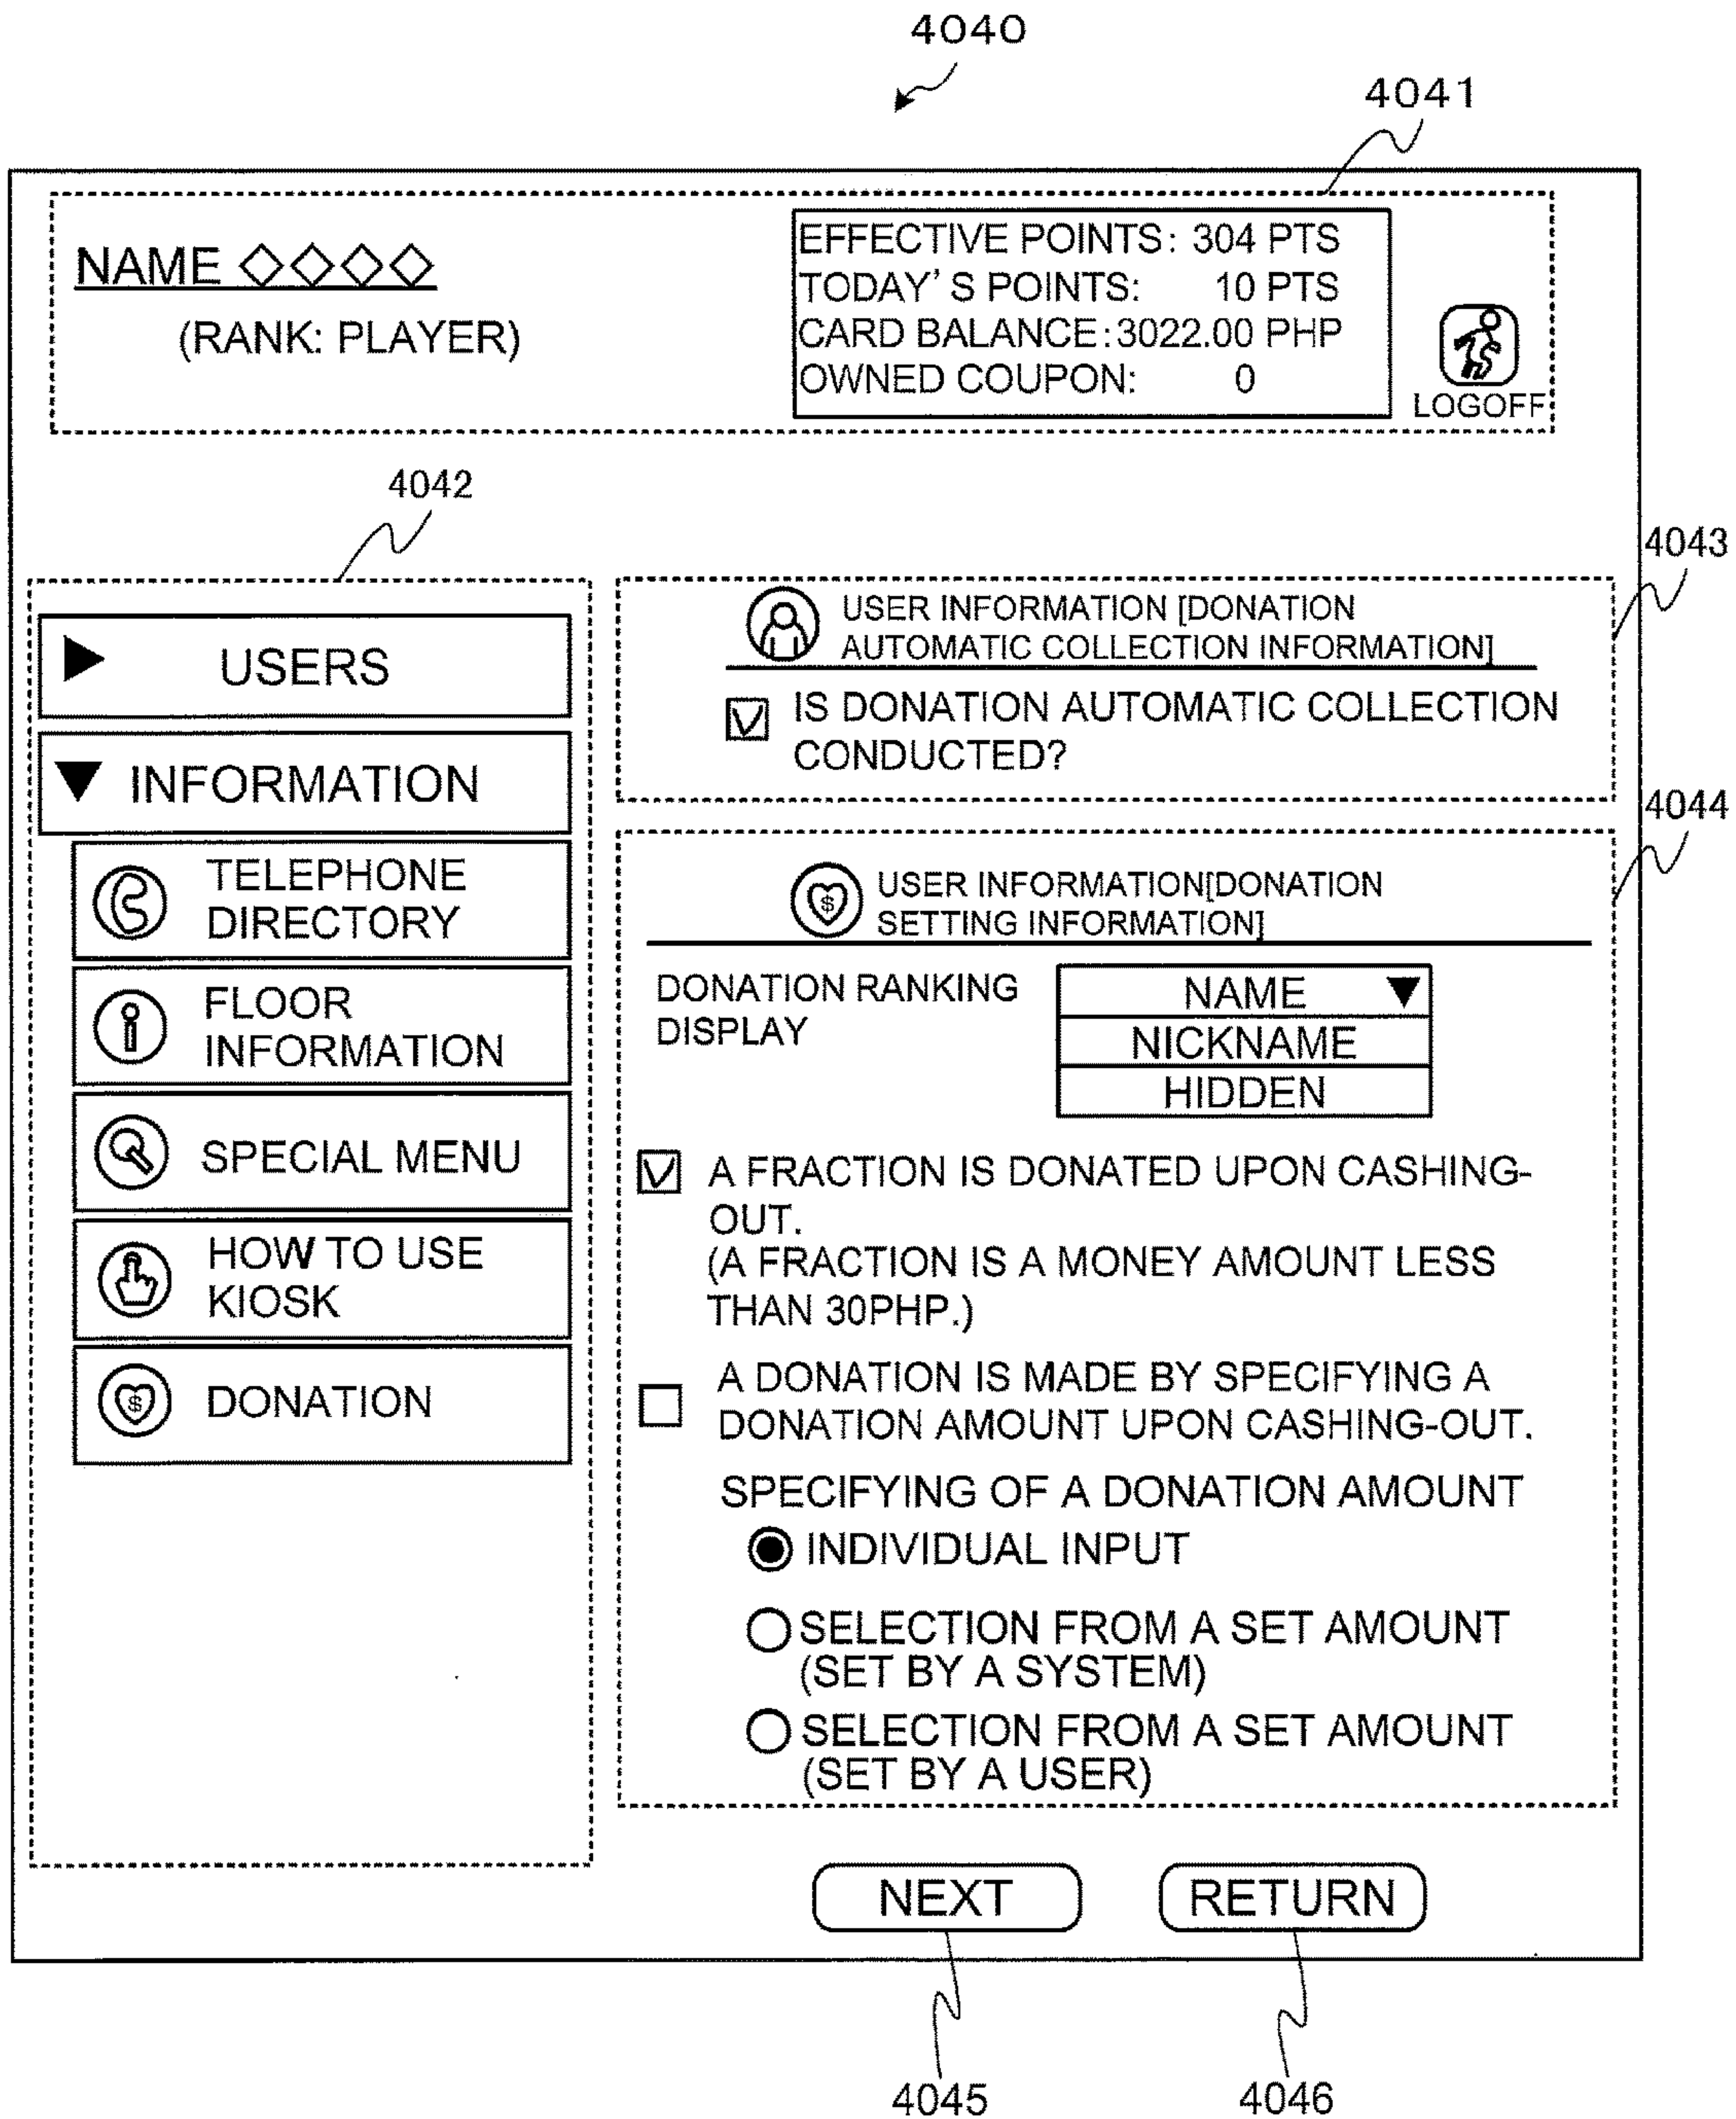 4040
4041
NAME ◇◇◇◇
(RANK: PLAYER)
EFFECTIVE POINTS: 304 PTS
TODAY'S POINTS: 10 PTS
CARD BALANCE: 3022.00 PHP
OWNED COUPON: 0
LOGOFF
4042
4043
USERS
INFORMATION
TELEPHONE
DIRECTORY
FLOOR
INFORMATION
SPECIAL MENU
HOW TO USE
KIOSK
DONATION
USER INFORMATION [DONATION
AUTOMATIC COLLECTION INFORMATION]
IS DONATION AUTOMATIC COLLECTION
CONDUCTED?
4044
USER INFORMATION[DONATION
SETTING INFORMATION]
DONATION RANKING
DISPLAY
NAME ▼
NICKNAME
HIDDEN
A FRACTION IS DONATED UPON CASHING-
OUT.
(A FRACTION IS A MONEY AMOUNT LESS
THAN 30PHP.)
A DONATION IS MADE BY SPECIFYING A
DONATION AMOUNT UPON CASHING-OUT.
SPECIFYING OF A DONATION AMOUNT
INDIVIDUAL INPUT
SELECTION FROM A SET AMOUNT
(SET BY A SYSTEM)
SELECTION FROM A SET AMOUNT
(SET BY A USER)
NEXT
RETURN
4045
4046